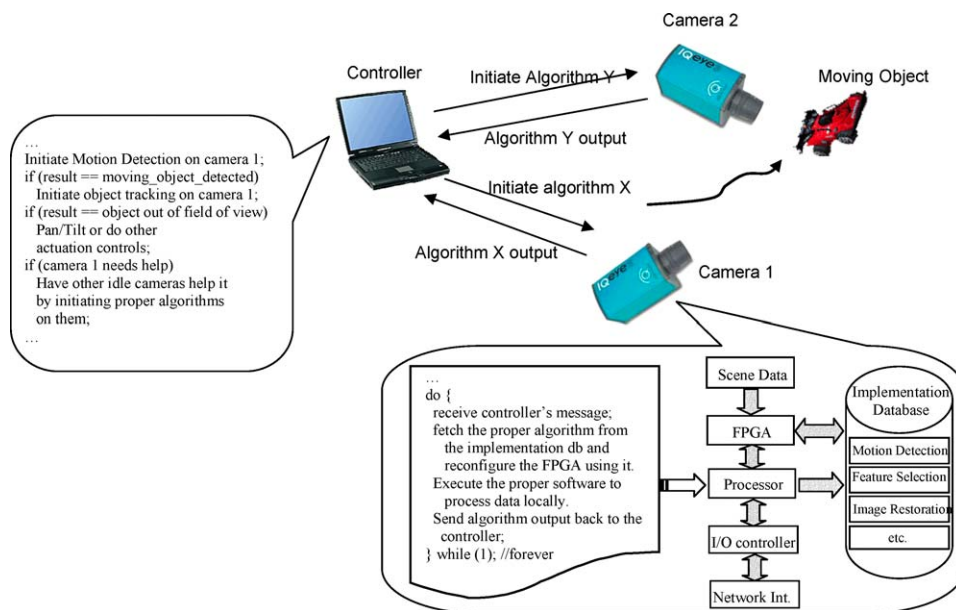 Camera 2
IQeye
Controller
Initiate Algorithm Y
Moving Object
Algorithm Y output
…
Initiate Motion Detection on camera 1;
if (result == moving_object_detected)
Initiate object tracking on camera 1;
if (result == object out of field of view)
Pan/Tilt or do other
actuation controls;
if (camera 1 needs help)
Have other idle cameras help it
by initiating proper algorithms
on them;
…
Initiate algorithm X
Algorithm X output
Camera 1
IQeye
…
do {
receive controller's message;
fetch the proper algorithm from
the implementation db and
reconfigure the FPGA using it.
Execute the proper software to
process data locally.
Send algorithm output back to the
controller;
} while (1); //forever
Scene Data
FPGA
Processor
I/O controller
Network Int.
Implementation
Database
Motion Detection
Feature Selection
Image Restoration
etc.